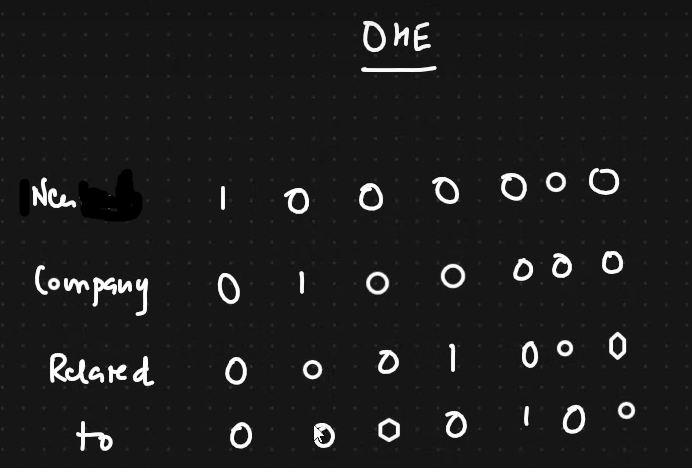 OHE
1 0 0 0 0 0 0
Company 0 1 0 0 0 0 0
Related 0 0 0 1 0 0 0
to 0 0 0 0 1 0 0